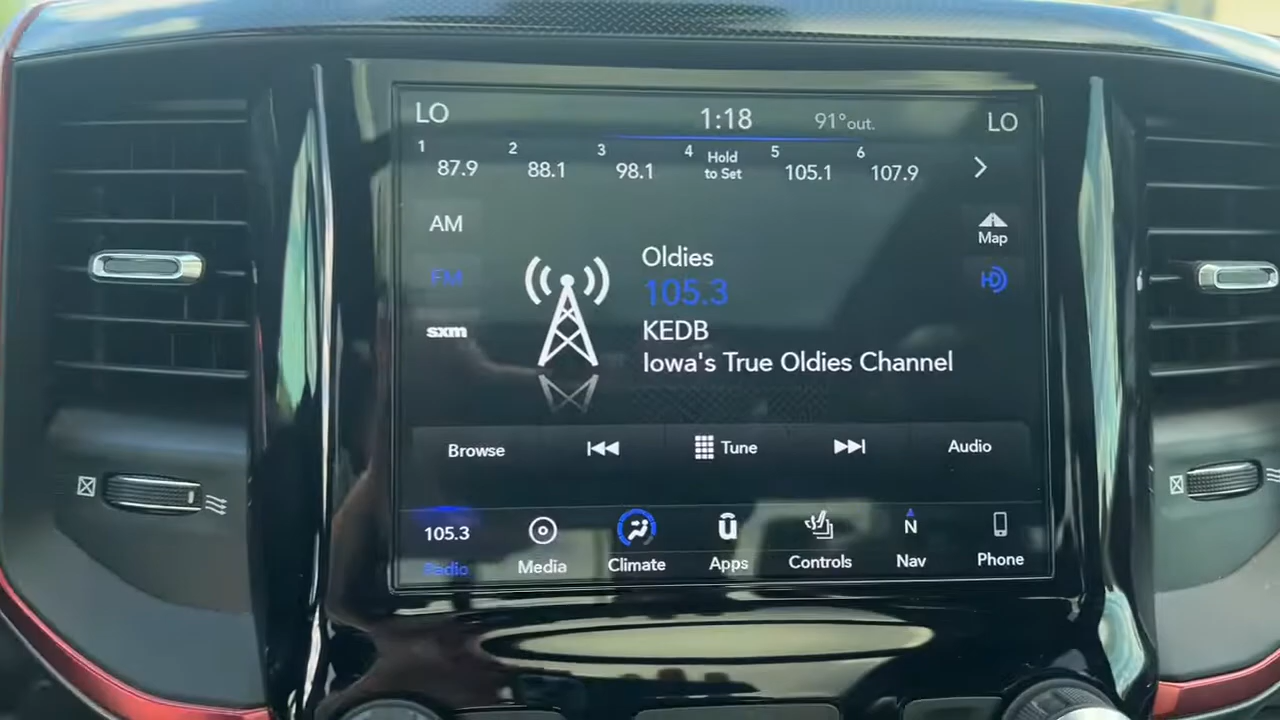 LO 1:18 91°out. LO
1 87.9 2 88.1 3 98.1 4 Hold to Set 5 105.1 6 107.9
AM
Map
Oldies
FM
105.3
HD
KEDB
sxm
Iowa's True Oldies Channel
Browse Tune Audio
105.3 N
Radio Media Climate Apps Controls Nav Phone